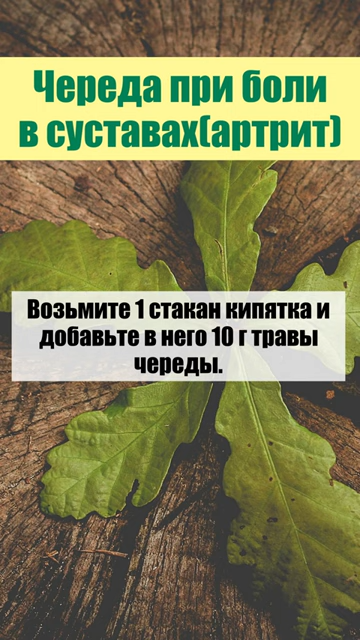 Череда при боли
в суставах(артрит)
Возьмите 1 стакан кипятка и
добавьте в него 10 г травы
череды.